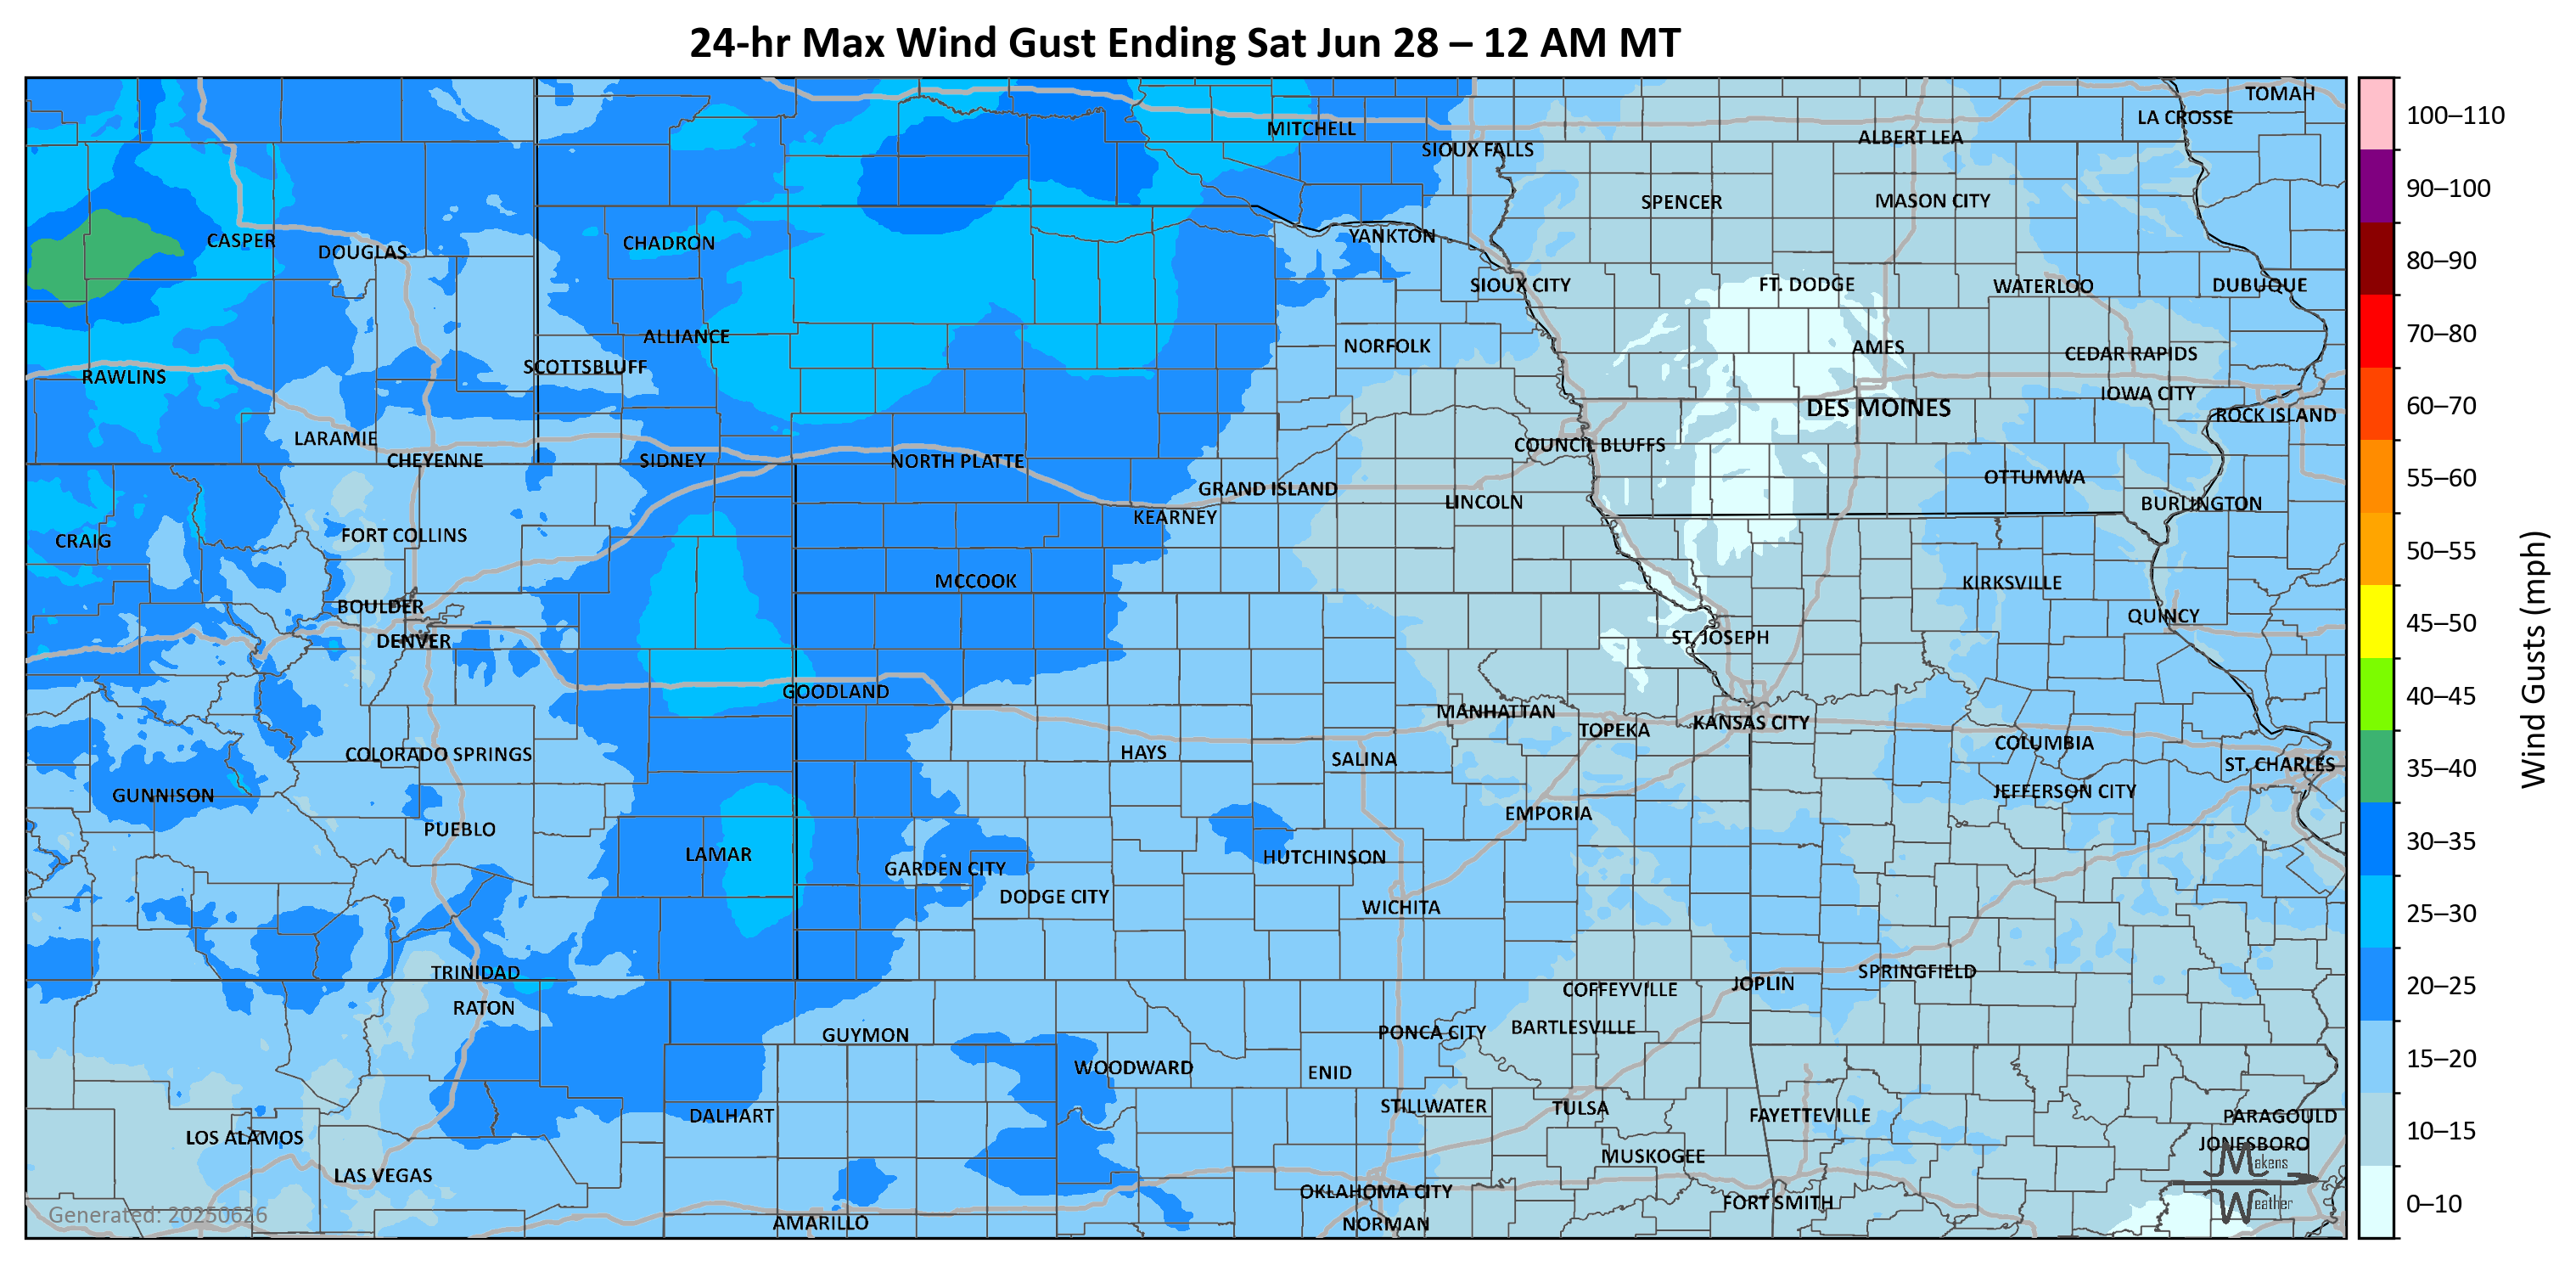 24-hr Max Wind Gust Ending Sat Jun 28 – 12 AM MT
TOMAH
LA CROSSE
MITCHELL
ALBERT LEA
SIOUX FALLS
SPENCER
MASON CITY
CASPER
DOUGLAS
CHADRON
YANKTON
SIOUX CITY
FT. DODGE
WATERLOO
DUBUQUE
ALLIANCE
NORFOLK
AMES
CEDAR RAPIDS
SCOTTSBLUFF
RAWLINS
IOWA CITY
DES MOINES
ROCK ISLAND
LARAMIE
COUNCIL BLUFFS
CHEYENNE
SIDNEY
NORTH PLATTE
OTTUMWA
GRAND ISLAND
LINCOLN
BURLINGTON
KEARNEY
FORT COLLINS
CRAIG
MCCOOK
KIRKSVILLE
BOULDER
QUINCY
DENVER
ST. JOSEPH
GOODLAND
MANHATTAN
TOPEKA
KANSAS CITY
COLORADO SPRINGS
HAYS
SALINA
COLUMBIA
ST. CHARLES
GUNNISON
JEFFERSON CITY
EMPORIA
PUEBLO
LAMAR
GARDEN CITY
HUTCHINSON
DODGE CITY
WICHITA
TRINIDAD
SPRINGFIELD
JOPLIN
COFFEYVILLE
RATON
GUYMON
PONCA CITY
BARTLESVILLE
WOODWARD
ENID
STILLWATER
TULSA
DALHART
FAYETTEVILLE
PARAGOULD
LOS ALAMOS
JONESBORO
MUSKOGEE
LAS VEGAS
OKLAHOMA CITY
FORT SMITH
AMARILLO
NORMAN
Generated: 20250626
Makens
Weather
100–110
90–100
80–90
70–80
60–70
55–60
50–55
45–50
40–45
35–40
30–35
25–30
20–25
15–20
10–15
0–10
Wind Gusts (mph)